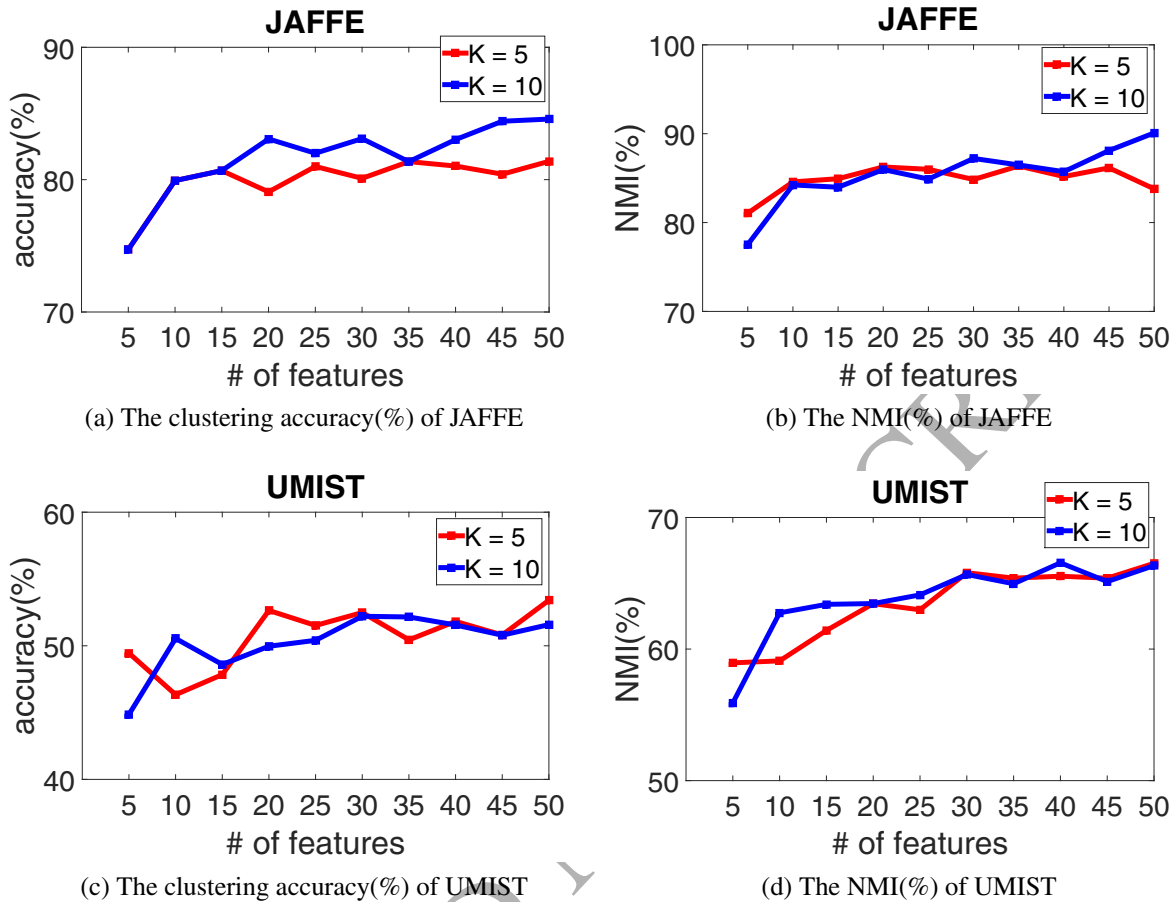 JAFFE
90
80
70
accuracy(%)
K = 5
K = 10
5 10 15 20 25 30 35 40 45 50
# of features
(a) The clustering accuracy(%) of JAFFE
JAFFE
100
90
80
70
NMI(%)
K = 5
K = 10
5 10 15 20 25 30 35 40 45 50
# of features
(b) The NMI(%) of JAFFE
UMIST
60
50
40
accuracy(%)
K = 5
K = 10
5 10 15 20 25 30 35 40 45 50
# of features
(c) The clustering accuracy(%) of UMIST
UMIST
70
60
50
NMI(%)
K = 5
K = 10
5 10 15 20 25 30 35 40 45 50
# of features
(d) The NMI(%) of UMIST